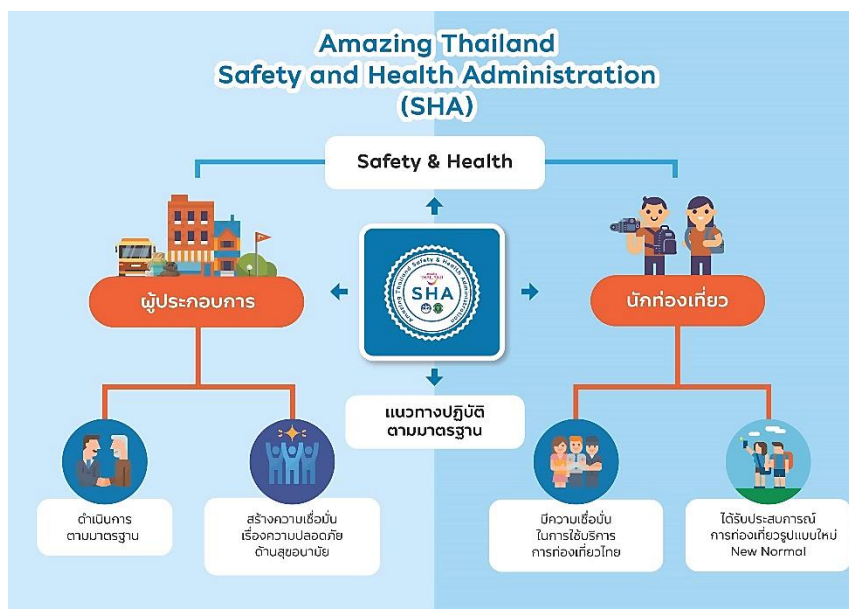 Amazing Thailand
Safety and Health Administration
(SHA)
Safety & Health
ผู้ประกอบการ
Amazing Thailand Safety & Health Administration
SHA
นักท่องเที่ยว
แนวทางปฏิบัติ
ตามมาตรฐาน
ดำเนินการ
ตามมาตรฐาน
สร้างความเชื่อมั่น
เรื่องความปลอดภัย
ด้านสุขอนามัย
มีความเชื่อมั่น
ในการใช้บริการ
การท่องเที่ยวไทย
ได้รับประสบการณ์
การท่องเที่ยวรูปแบบใหม่
New Normal